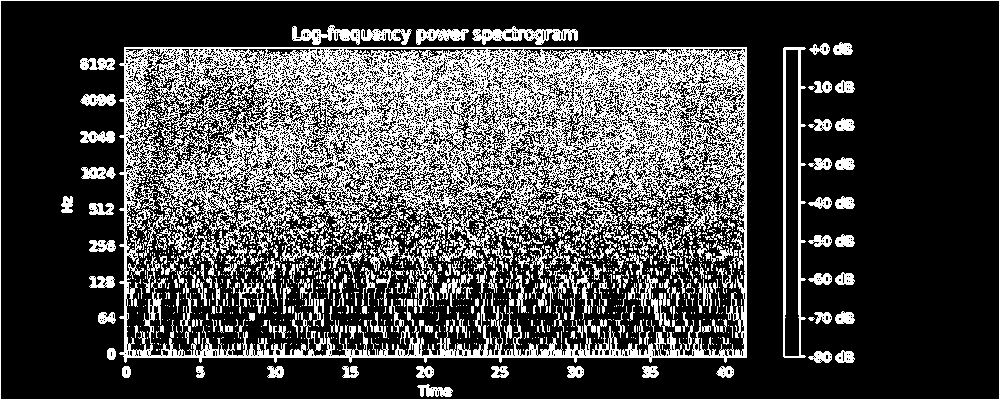 Log-frequency power spectrogram
8192
4096
2048
1024
512
256
128
64
0
Hz
0 5 10 15 20 25 30 35 40
Time
+0 dB
-10 dB
-20 dB
-30 dB
-40 dB
-50 dB
-60 dB
-70 dB
-80 dB